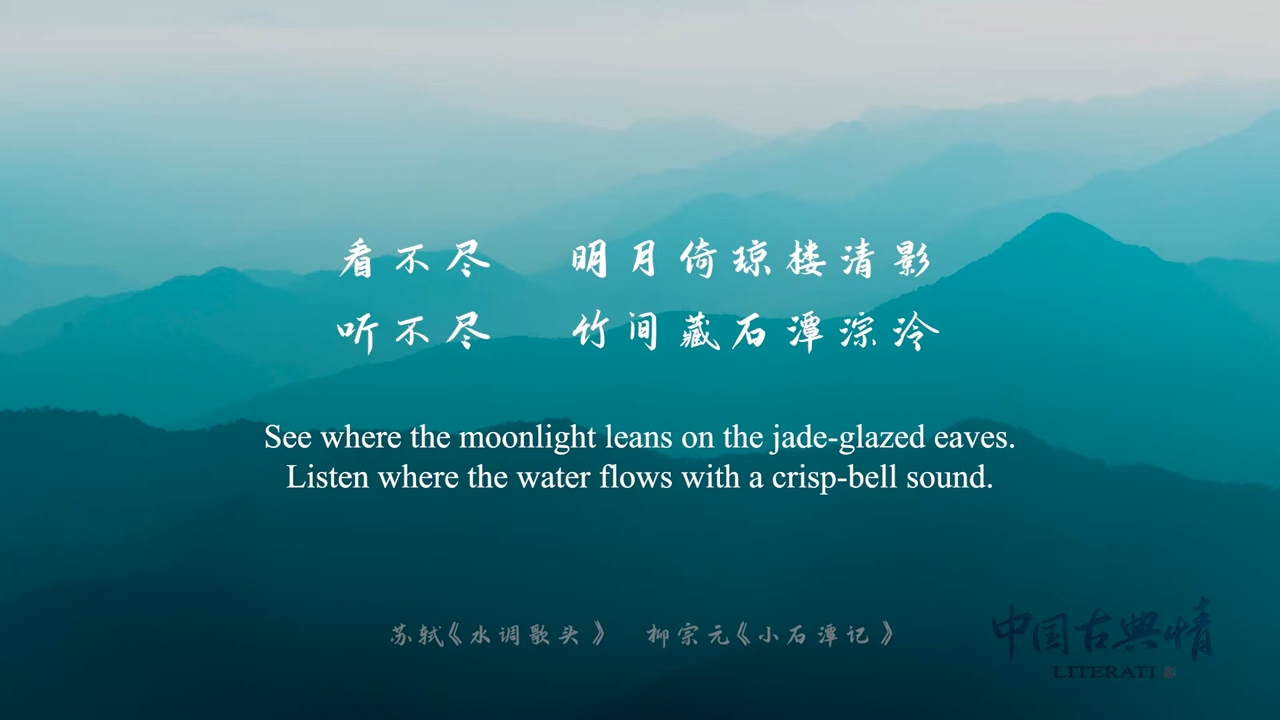 看不尽 明月倚琼楼清影
听不尽 竹间藏石潭淙泠
See where the moonlight leans on the jade-glazed eaves.
Listen where the water flows with a crisp-bell sound.
苏轼《水调歌头》 柳宗元《小石潭记》
中国古典情
LITERATI